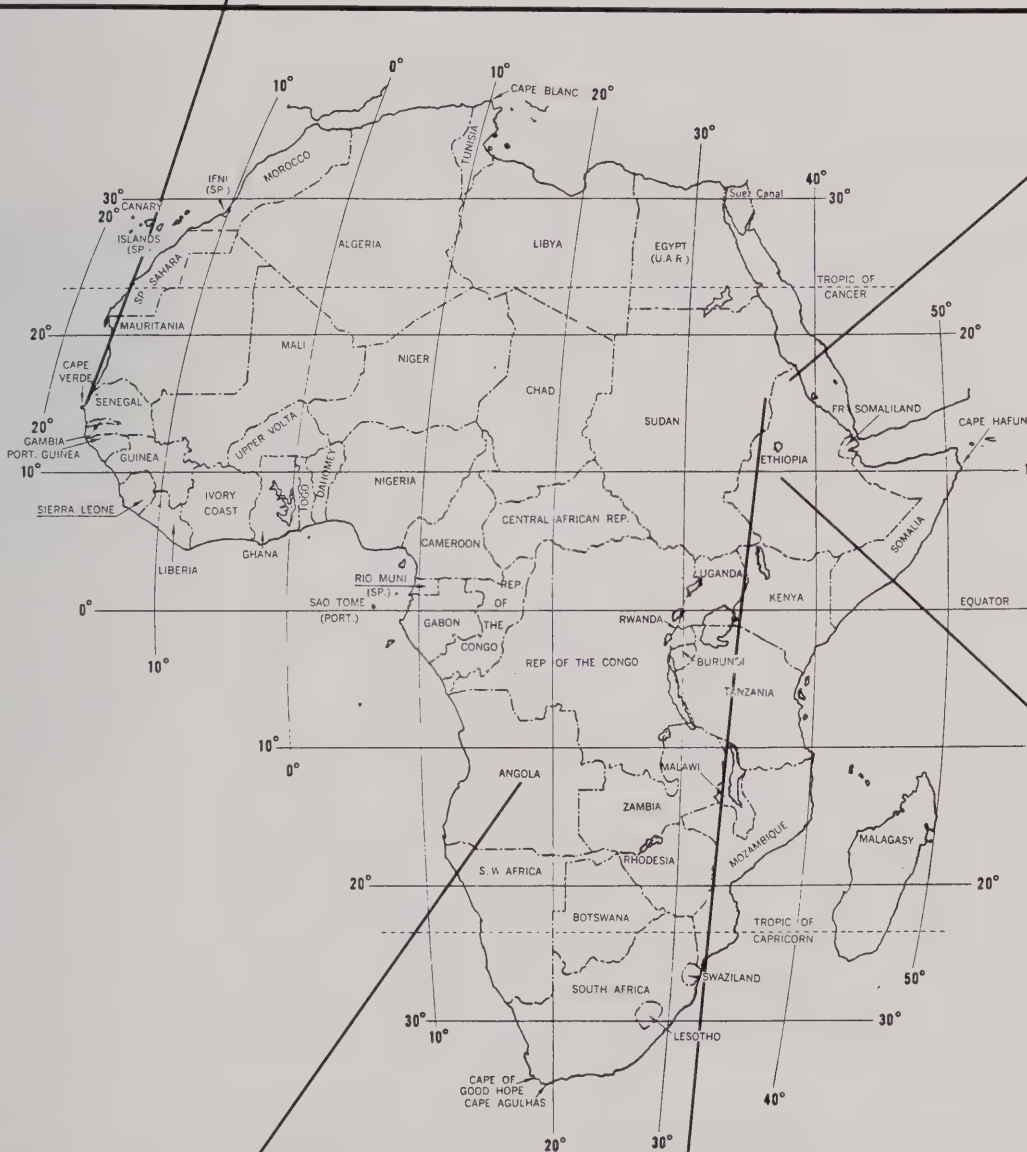 10°
0°
10°
CAPE BLANC
20°
30°
TUNISIA
MOROCCO
IFNI
(SP.)
40°
30°
CANARY
20°
ISLANDS
(SP.
Suez Canal
30°
ALGERIA
LIBYA
EGYPT
(U.A.R.)
SP. SAHARA
TROPIC OF
CANCER
50°
MAURITANIA
20°
20°
MALI
NIGER
CHAD
CAPE
VERDE
SENEGAL
SUDAN
FR. SOMALILAND
CAPE HAFUN
20°
GAMBIA
PORT. GUINEA
GUINEA
UPPER VOLTA
ETHIOPIA
10°
IVORY
COAST
TOGO
DAHOMEY
NIGERIA
SIERRA LEONE
CENTRAL AFRICAN REP.
SOMALIA
LIBERIA
GHANA
CAMEROON
RIO MUNI
(SP.)
REP.
OF
THE
CONGO
UGANDA
KENYA
0°
SAO TOME
(PORT.)
GABON
RWANDA
EQUATOR
10°
REP OF THE CONGO
BURUNDI
TANZANIA
10°
10°
0°
ANGOLA
MALAWI
ZAMBIA
MOZAMBIQUE
MALAGASY
S. W. AFRICA
RHODESIA
20°
20°
BOTSWANA
TROPIC OF
CAPRICORN
50°
SOUTH AFRICA
SWAZILAND
30°
10°
30°
LESOTHO
CAPE OF
GOOD HOPE
CAPE AGULHAS
40°
20°
30°